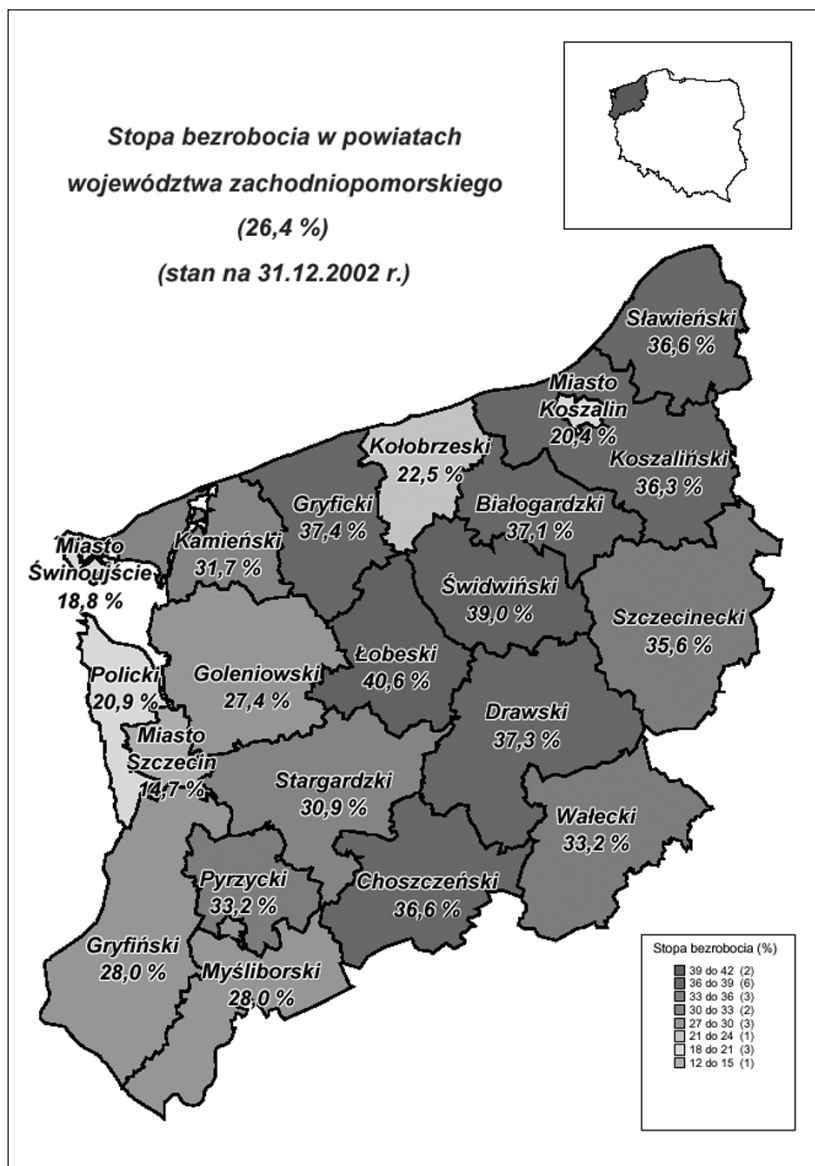 Stopa bezrobocia w powiatach
województwa zachodniopomorskiego
(26,4 %)
(stan na 31.12.2002 r.)
Sławieński
36,6 %
Miasto
Koszalin
20,4 %
Kołobrzeski
22,5 %
Koszaliński
36,3 %
Gryficki
37,4 %
Białogardzki
37,1 %
Kamieński
31,7 %
Miasto
Świnoujście
18,8 %
Świdwiński
39,0 %
Szczecinecki
35,6 %
Łobeski
40,6 %
Goleniowski
27,4 %
Policki
20,9 %
Drawski
37,3 %
Miasto
Szczecin
14,7 %
Stargardzki
30,9 %
Wałecki
33,2 %
Pyrzycki
33,2 %
Choszczeński
36,6 %
Gryfiński
28,0 %
Myśliborski
28,0 %
Stopa bezrobocia (%)
39 do 42 (2)
36 do 39 (6)
33 do 36 (3)
30 do 33 (2)
27 do 30 (3)
21 do 24 (1)
18 do 21 (3)
12 do 15 (1)